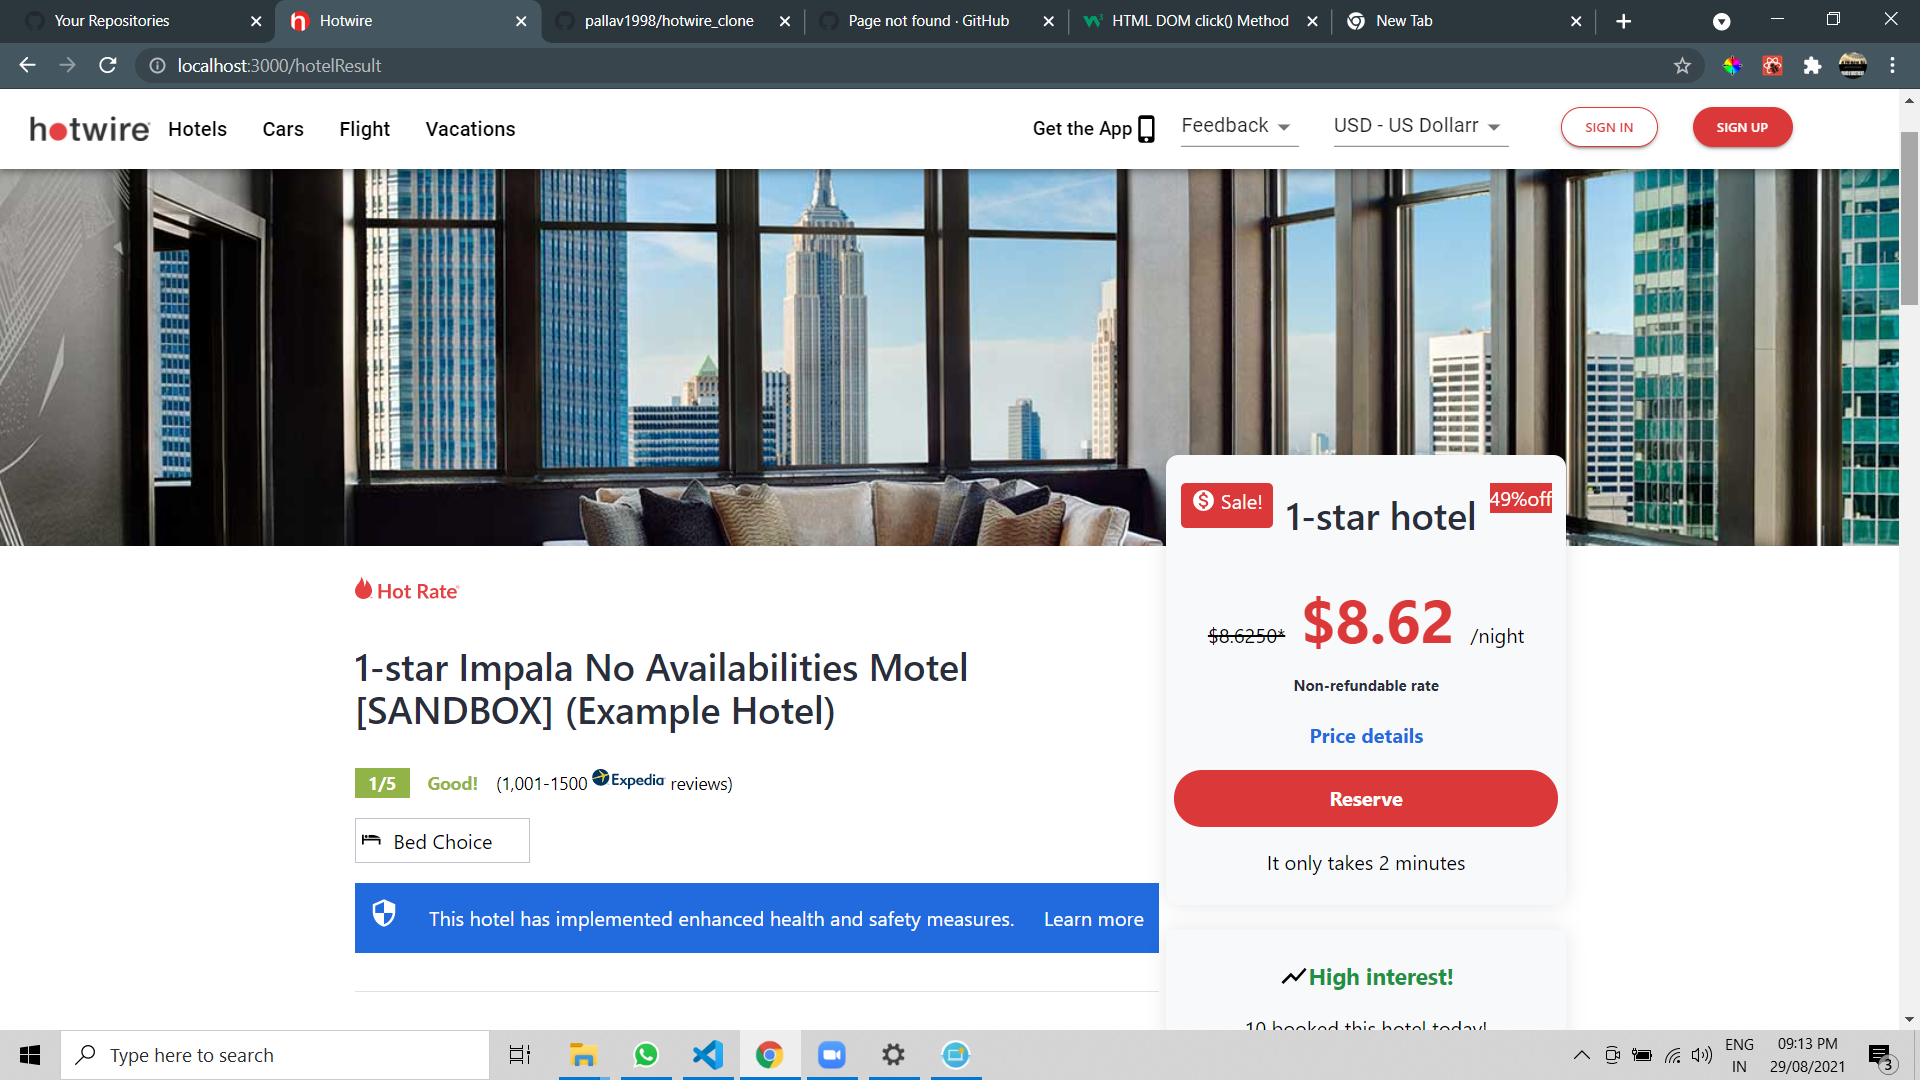 Your Repositories
Hotwire
pallav1998/hotwire_clone
Page not found · GitHub
HTML DOM click() Method
New Tab
localhost:3000/hotelResult
hotwire
Hotels
Cars
Flight
Vacations
Get the App
Feedback
USD - US Dollarr
SIGN IN
SIGN UP
Sale!
1-star hotel
49%off
$8.6250* $8.62 /night
Non-refundable rate
Price details
Reserve
It only takes 2 minutes
High interest!
10 booked this hotel today!
Hot Rate
1-star Impala No Availabilities Motel
[SANDBOX] (Example Hotel)
1/5 Good! (1,001-1500 Expedia reviews)
Bed Choice
This hotel has implemented enhanced health and safety measures. Learn more
Type here to search
ENG
IN
09:13 PM
29/08/2021
3